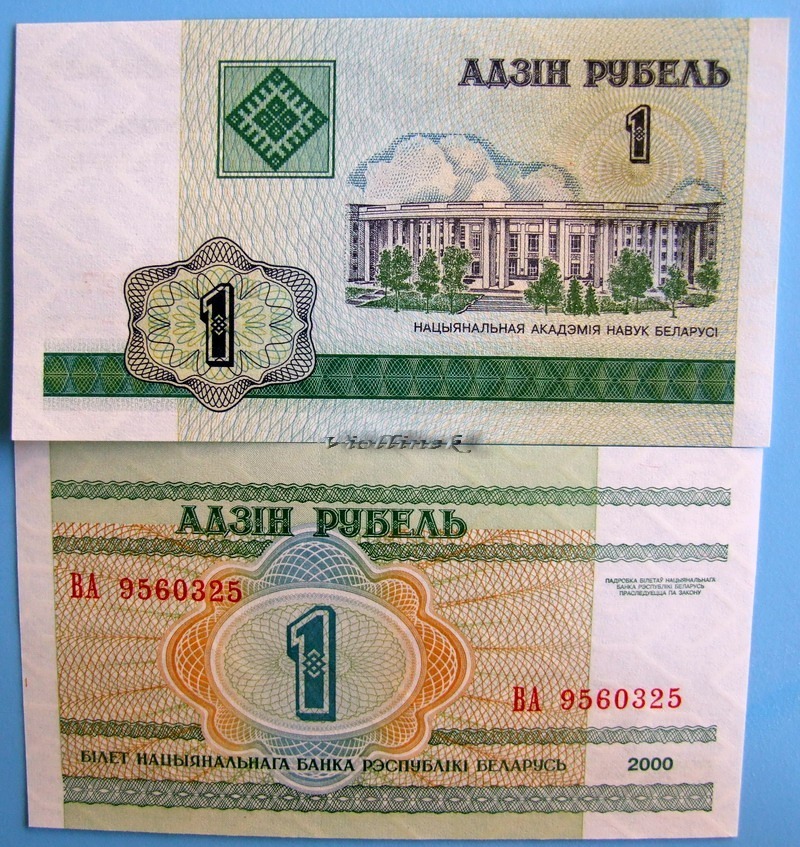 АДЗІН РУБЕЛЬ
1
НАЦЫЯНАЛЬНАЯ АКАДЭМІЯ НАВУК БЕЛАРУСІ
1
АДЗІН РУБЕЛЬ
ВА 9560325
ПАДРОБКА БІЛЕТАЎ НАЦЫЯНАЛЬНАГА
БАНКА РЭСПУБЛІКІ БЕЛАРУСЬ
ПРАСЛЕДУЕЦЦА ПА ЗАКОНУ
1
ВА 9560325
БІЛЕТ НАЦЫЯНАЛЬНАГА БАНКА РЭСПУБЛІКІ БЕЛАРУСЬ 2000